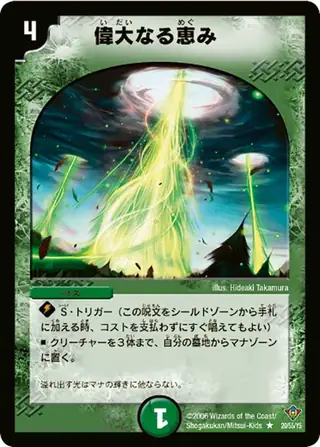 4
いだい めぐ
偉大なる恵み
illus. Hideaki Takamura
S・トリガー（この呪文をシールドゾーンから手札
に加える時、コストを支払わずにすぐ唱えてもよい）
■クリーチャーを3体まで、自分の墓地からマナゾーン
に置く。
溢れ出す光はマナの輝きに他ならない。
1
©2006 Wizards of the Coast/
Shogakukan/Mitsui-Kids ★ 20/55/Y5